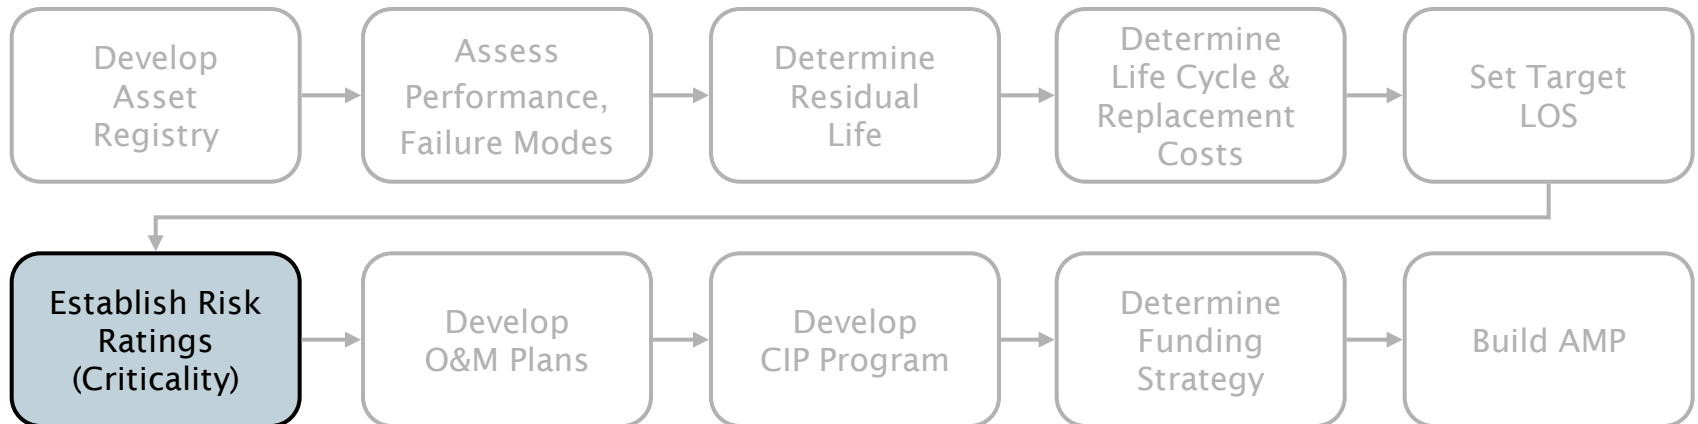 Develop
Asset
Registry
Assess
Performance,
Failure Modes
Determine
Residual
Life
Determine
Life Cycle &
Replacement
Costs
Set Target
LOS
Establish Risk
Ratings
(Criticality)
Develop
O&M Plans
Develop
CIP Program
Determine
Funding
Strategy
Build AMP